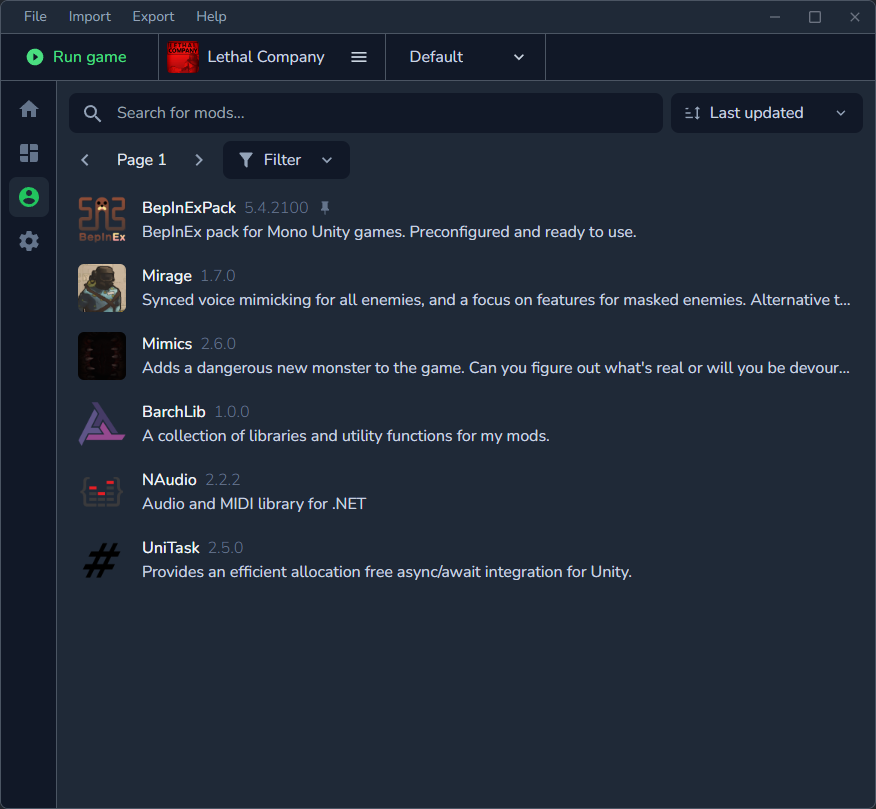 File Import Export Help
Run game LETHAL COMPANY Lethal Company Default
Search for mods... Last updated
Page 1 Filter
BepInEx
BepInExPack 5.4.2100
BepInEx pack for Mono Unity games. Preconfigured and ready to use.
Mirage 1.7.0
Synced voice mimicking for all enemies, and a focus on features for masked enemies. Alternative t...
Mimics 2.6.0
Adds a dangerous new monster to the game. Can you figure out what's real or will you be devour...
BarchLib 1.0.0
A collection of libraries and utility functions for my mods.
NAudio 2.2.2
Audio and MIDI library for .NET
#
UniTask 2.5.0
Provides an efficient allocation free async/await integration for Unity.